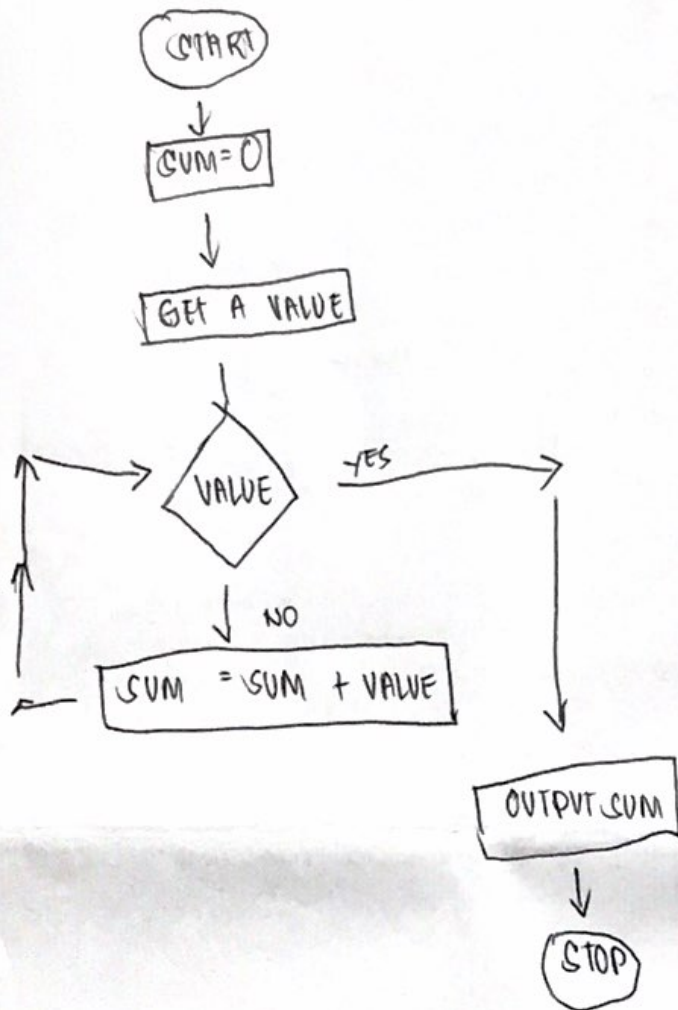 START
SUM = 0
GET A VALUE
VALUE
YES
NO
SUM = SUM + VALUE
OUTPUT SUM
STOP